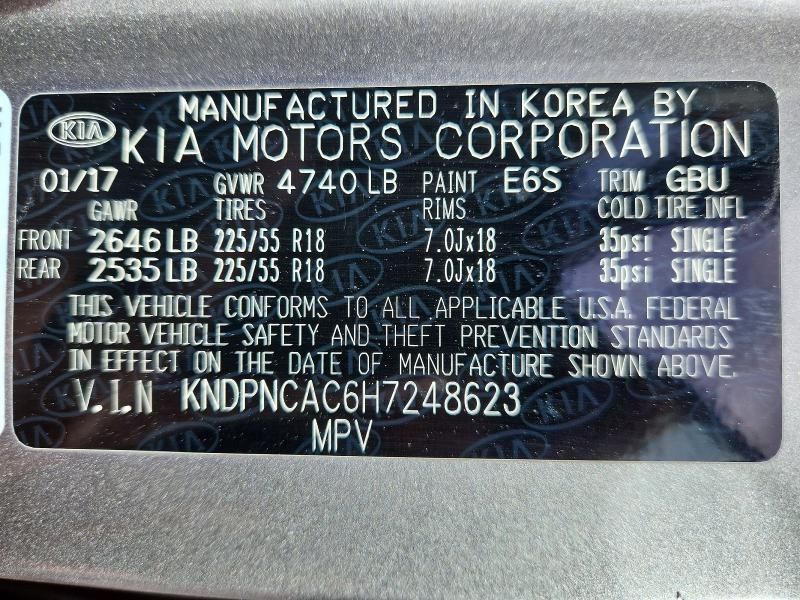 MANUFACTURED IN KOREA BY
KIA KIA MOTORS CORPORATION
01/17 GVWR 4740 LB PAINT E6S TRIM GBU
GAWR TIRES RIMS COLD TIRE INFL
FRONT 2646 LB 225/55 R18 7.0Jx18 35psi SINGLE
REAR 2535 LB 225/55 R18 7.0Jx18 35psi SINGLE
THIS VEHICLE CONFORMS TO ALL APPLICABLE U.S.A. FEDERAL
MOTOR VEHICLE SAFETY AND THEFT PREVENTION STANDARDS
IN EFFECT ON THE DATE OF MANUFACTURE SHOWN ABOVE.
V.I.N KNDPNCAC6H7248623
MPV